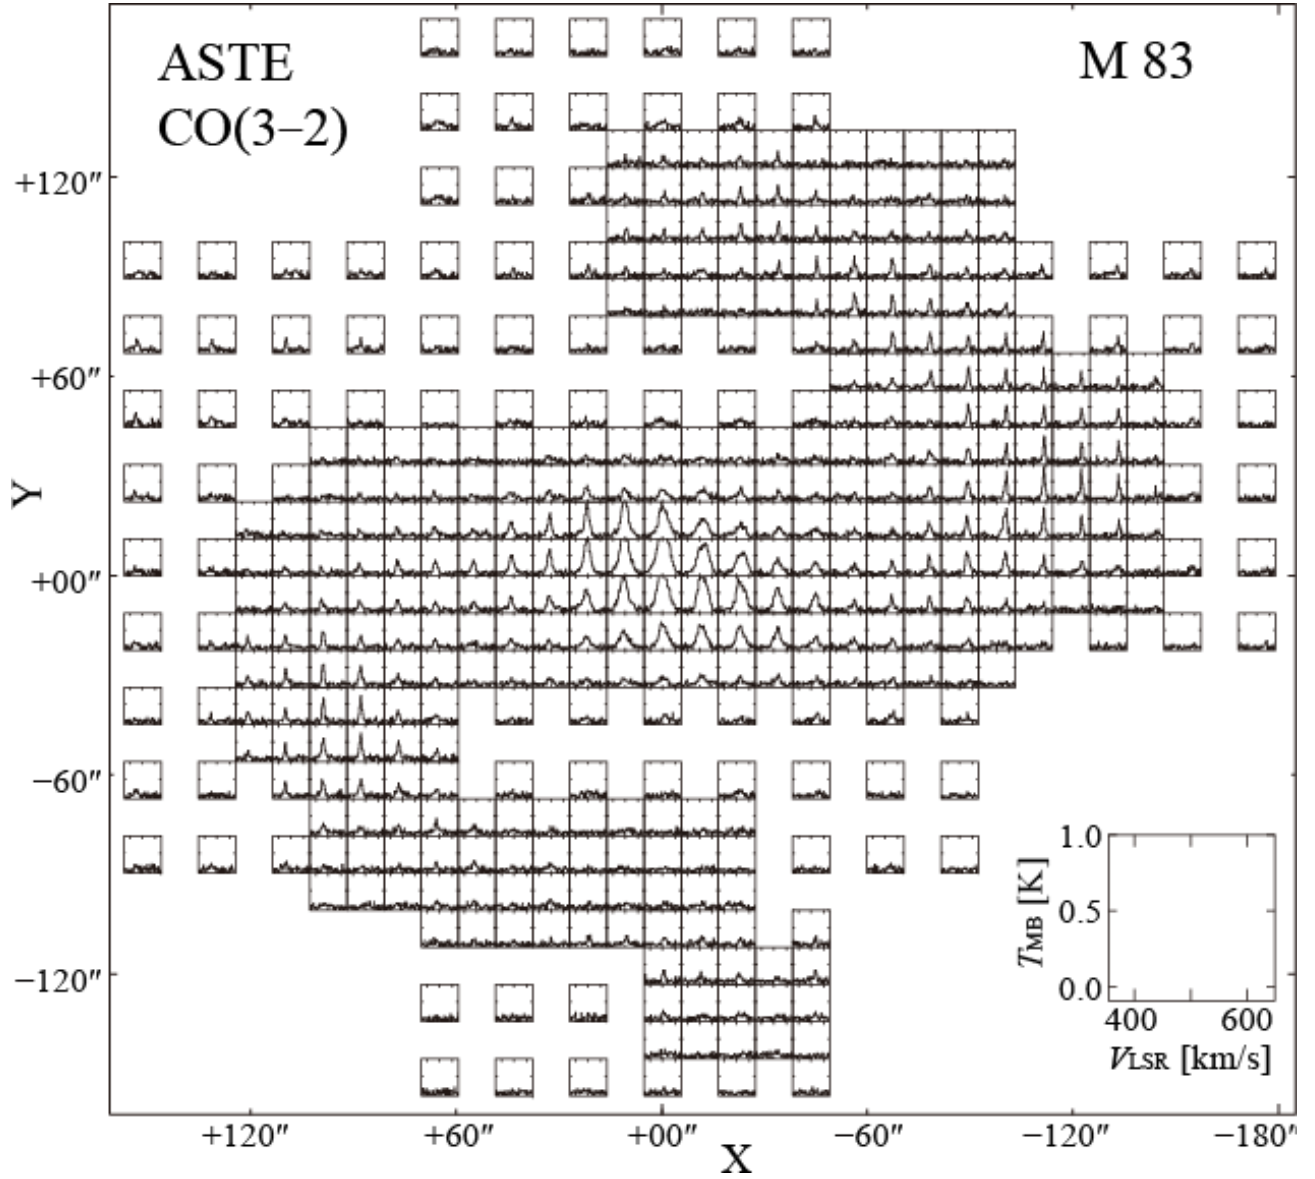 ASTE
CO(3−2)
M 83
+120″
+60″
Y
+00″
−60″
−120″
1.0
0.5
0.0
TMB [K]
400 600
VLSR [km/s]
+120″ +60″ +00″ −60″ −120″ −180″
X